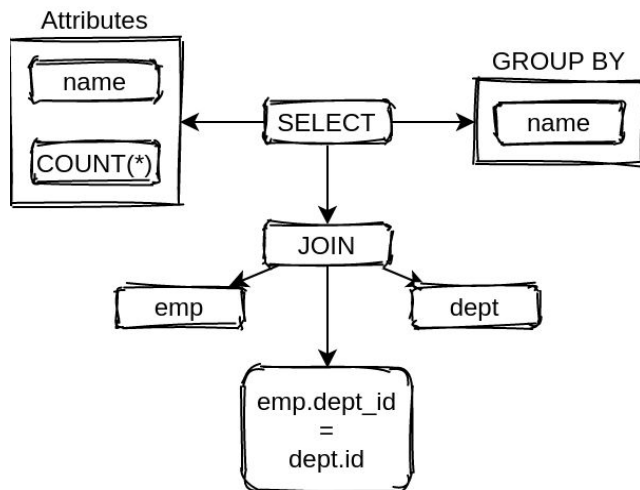 Attributes
name
COUNT(*)
SELECT
GROUP BY
name
JOIN
emp
dept
emp.dept_id
=
dept.id